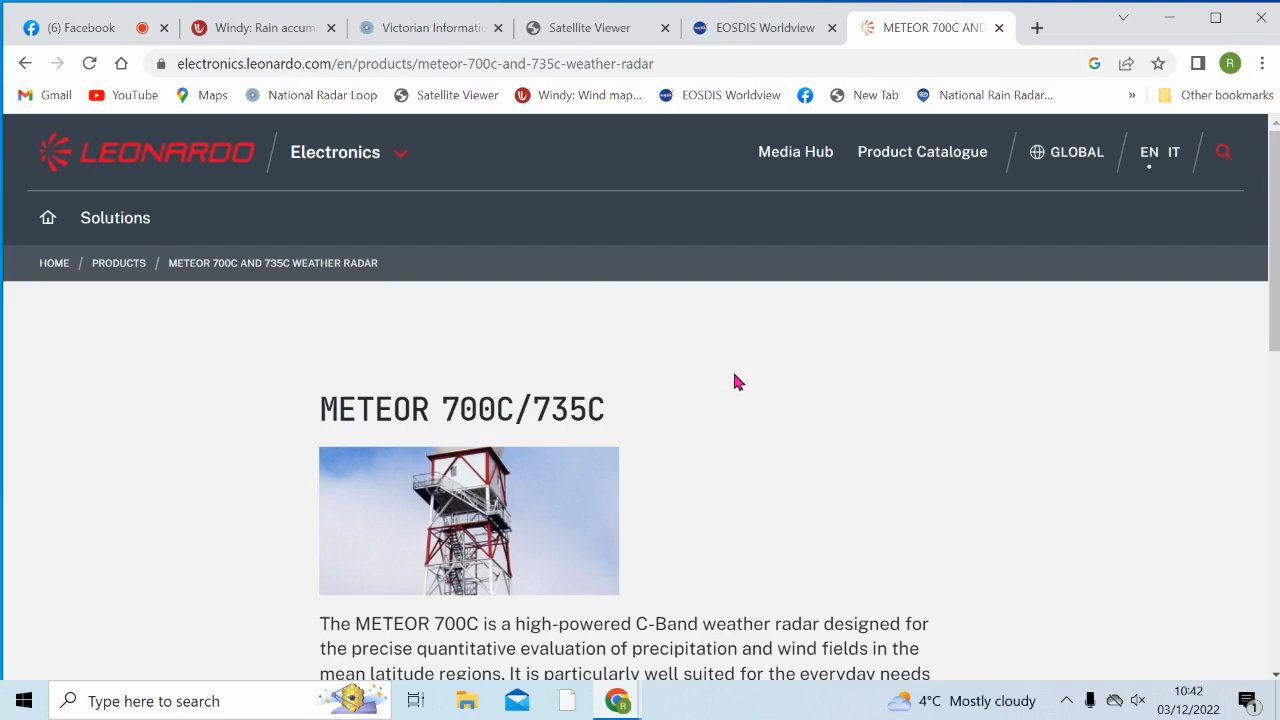 (6) Facebook
Windy: Rain accum
Victorian Informati
Satellite Viewer
EOSDIS Worldview
METEOR 700C AND
electronics.leonardo.com/en/products/meteor-700c-and-735c-weather-radar
R
Gmail
YouTube
Maps
National Radar Loop
Satellite Viewer
Windy: Wind map...
EOSDIS Worldview
New Tab
National Rain Radar...
»
Other bookmarks
LEONARDO
Electronics
Media Hub
Product Catalogue
GLOBAL
EN IT
Solutions
HOME / PRODUCTS / METEOR 700C AND 735C WEATHER RADAR
METEOR 700C/735C
The METEOR 700C is a high-powered C-Band weather radar designed for
the precise quantitative evaluation of precipitation and wind fields in the
mean latitude regions. It is particularly well suited for the everyday needs
Type here to search
4°C Mostly cloudy
10:42
03/12/2022
1